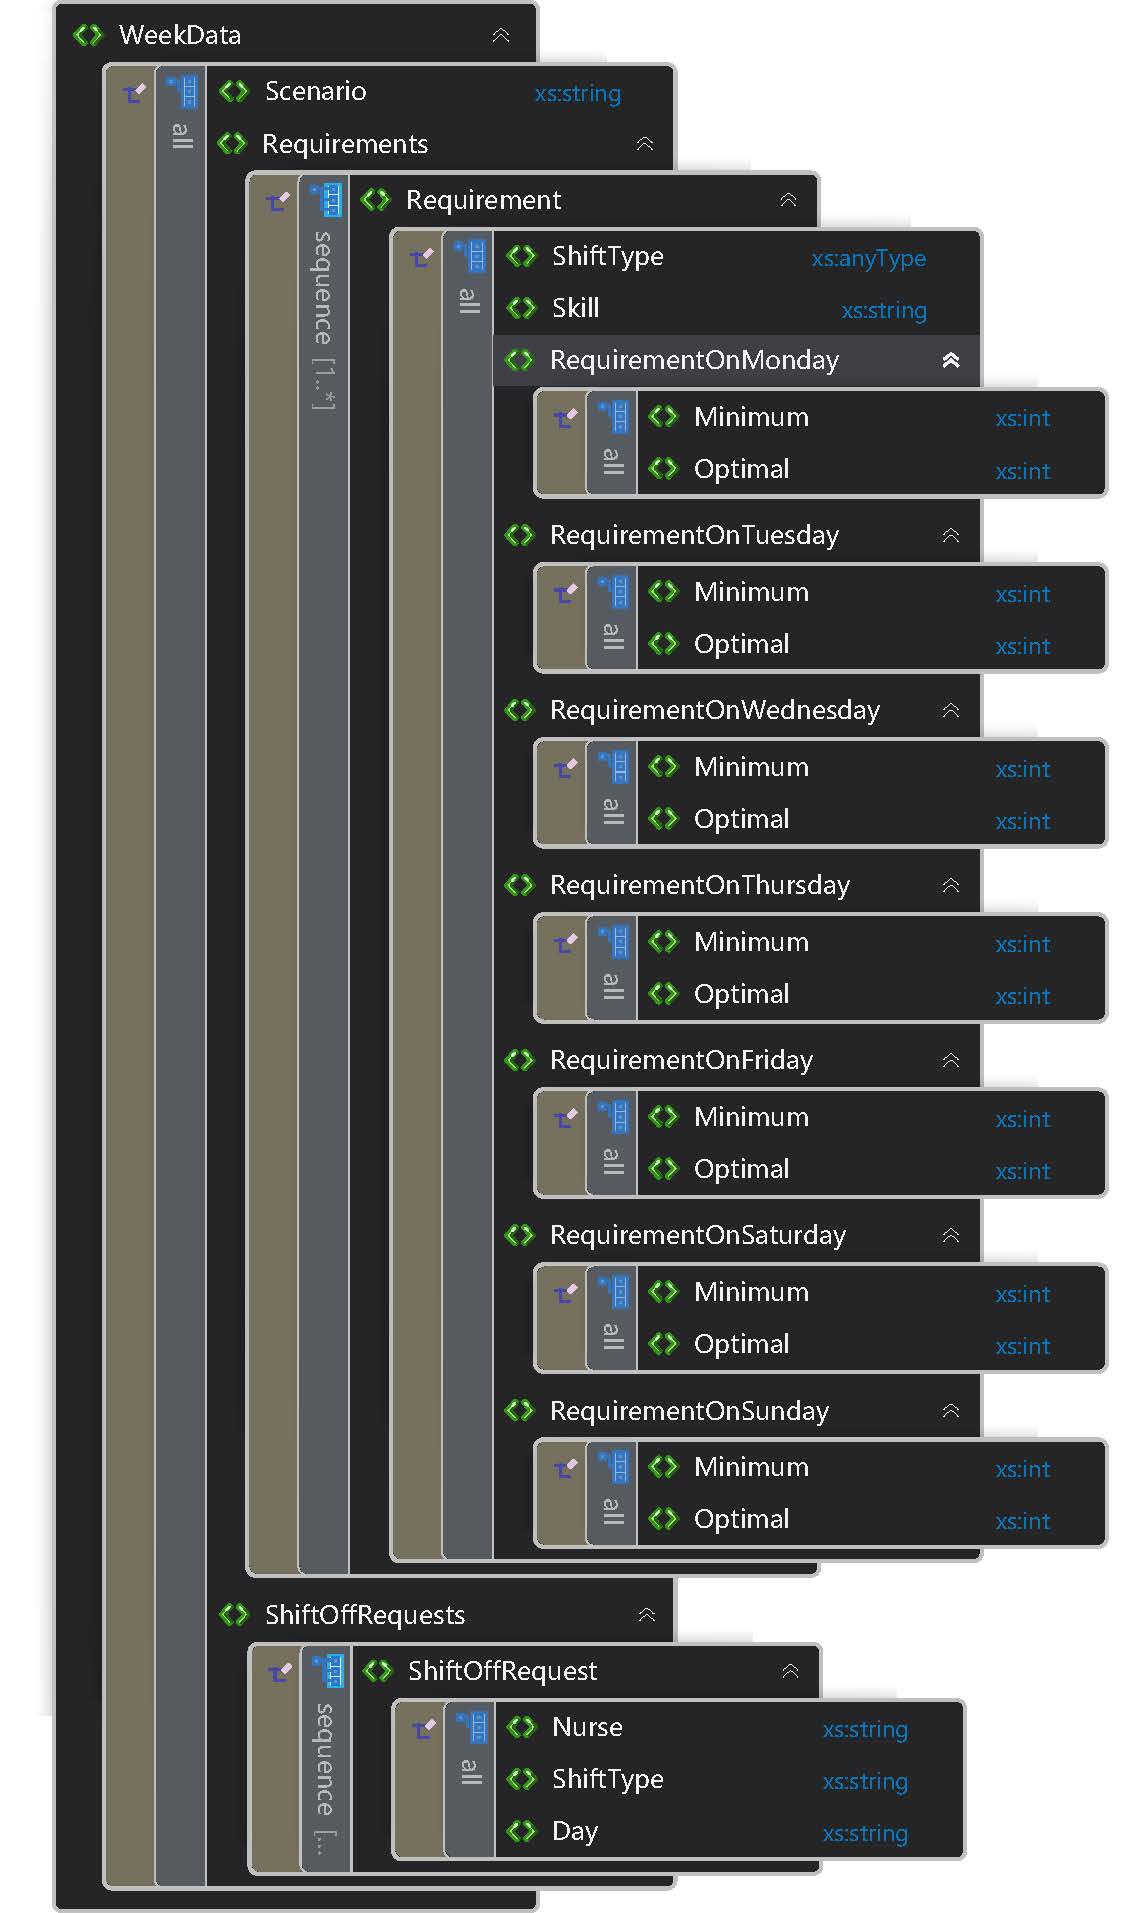 WeekData
all
Scenario xs:string
Requirements
sequence [1..*]
Requirement
all
ShiftType xs:anyType
Skill xs:string
RequirementOnMonday
all
Minimum xs:int
Optimal xs:int
RequirementOnTuesday
all
Minimum xs:int
Optimal xs:int
RequirementOnWednesday
all
Minimum xs:int
Optimal xs:int
RequirementOnThursday
all
Minimum xs:int
Optimal xs:int
RequirementOnFriday
all
Minimum xs:int
Optimal xs:int
RequirementOnSaturday
all
Minimum xs:int
Optimal xs:int
RequirementOnSunday
all
Minimum xs:int
Optimal xs:int
ShiftOffRequests
sequence [...
ShiftOffRequest
all
Nurse xs:string
ShiftType xs:string
Day xs:string